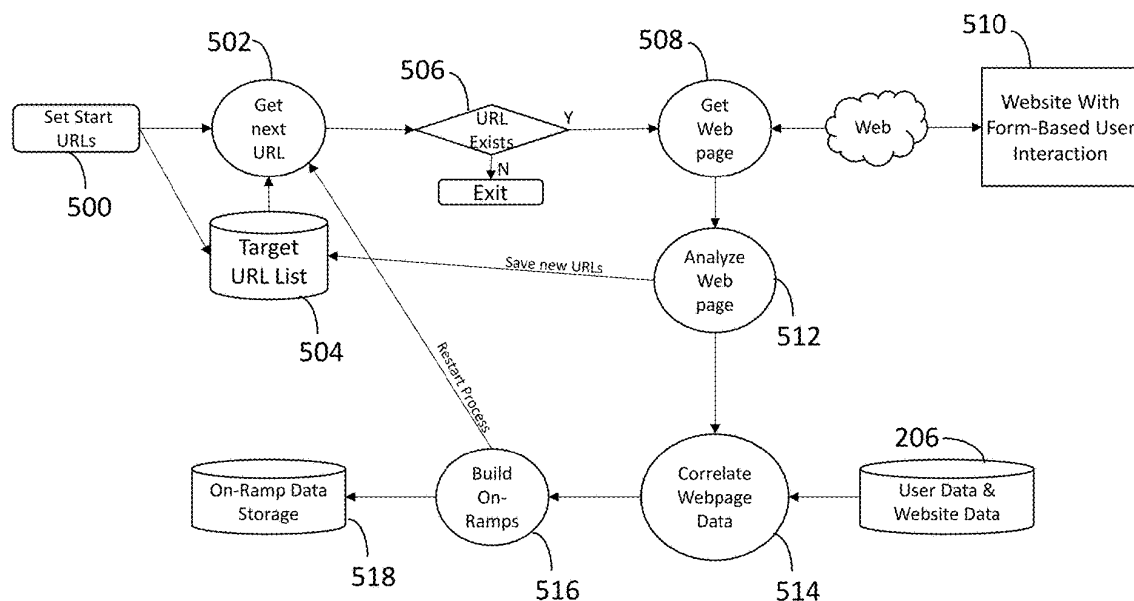 502
506
508
510
Set Start
URLs
500
Get
next
URL
URL
Exists
Y
N
Exit
Get
Web
page
Web
Website With
Form-Based User
Interaction
Target
URL List
504
Save new URLs
Analyze
Web
page
512
Restart Process
206
On-Ramp Data
Storage
518
Build
On-
Ramps
516
Correlate
Webpage
Data
514
User Data &
Website Data